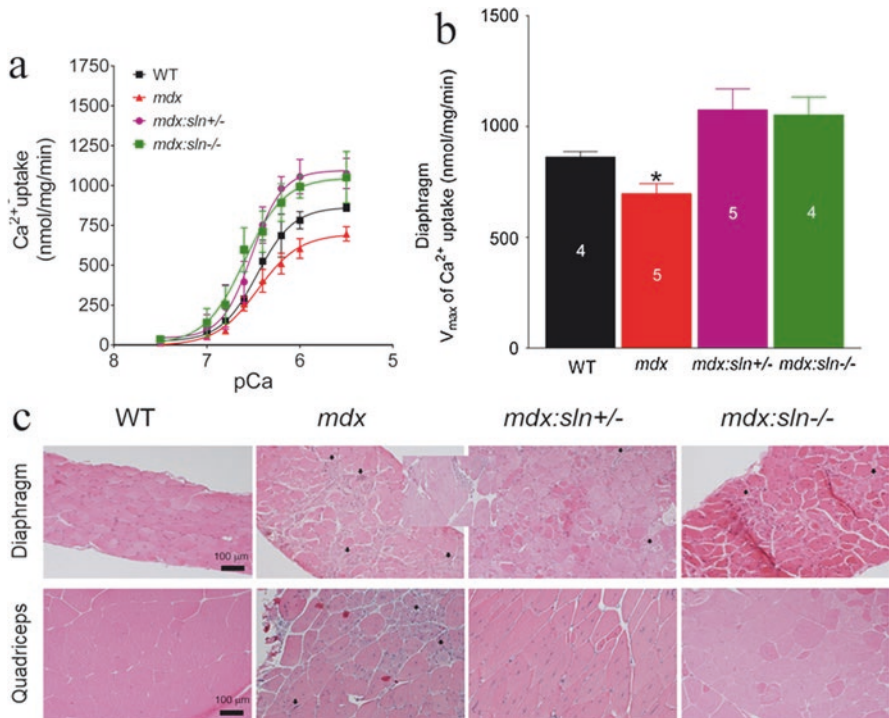 a
1750
1500
1250
1000
750
500
250
0
Ca²⁺⁻uptake
(nmol/mg/min)
WT
mdx
mdx:sln+/-
mdx:sln-/-
8 7 6 5
pCa
b
1500
1000
500
0
Diaphragm
Vmax of Ca²⁺ uptake (nmol/mg/min)
*
4
5
5
4
WT mdx mdx:sln+/- mdx:sln-/-
c
WT mdx mdx:sln+/- mdx:sln-/-
Diaphragm
100 µm
Quadriceps
100 µm